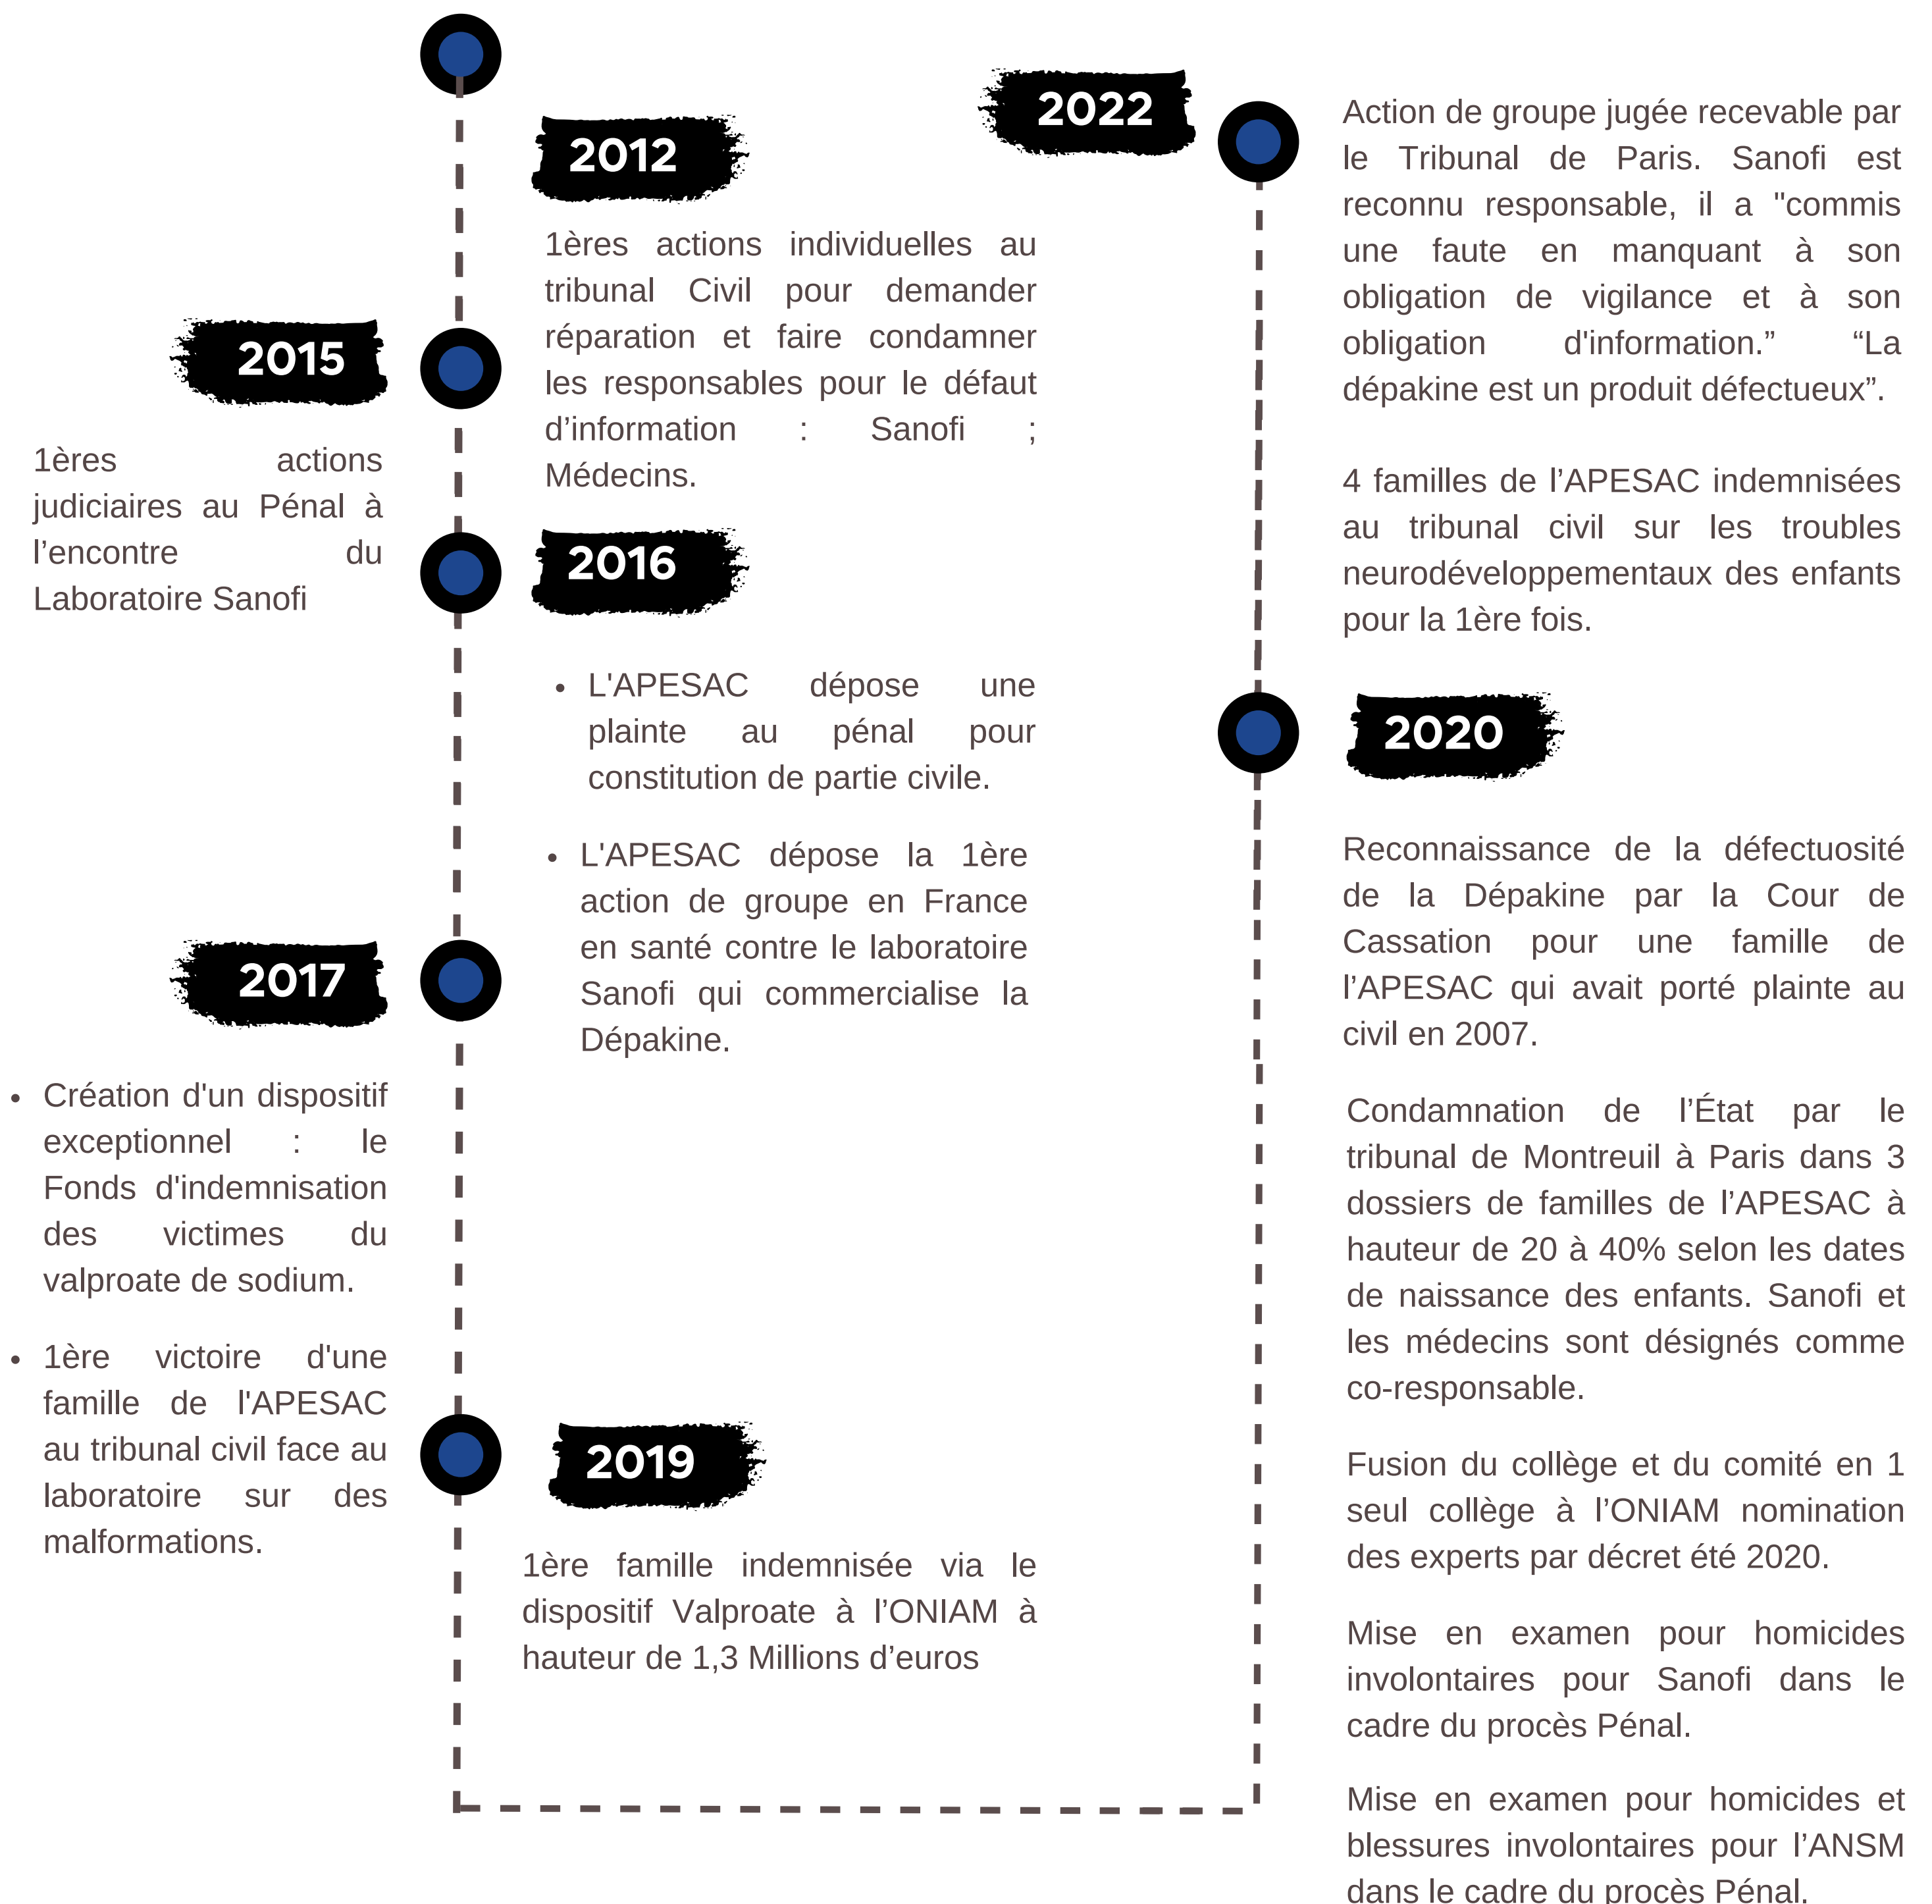 2012
1ères actions individuelles au
tribunal Civil pour demander
réparation et faire condamner
les responsables pour le défaut
d’information : Sanofi ;
Médecins.
2015
1ères actions
judiciaires au Pénal à
l’encontre du
Laboratoire Sanofi
2016
• L'APESAC dépose une
plainte au pénal pour
constitution de partie civile.
• L'APESAC dépose la 1ère
action de groupe en France
en santé contre le laboratoire
Sanofi qui commercialise la
Dépakine.
2017
• Création d'un dispositif
exceptionnel : le
Fonds d'indemnisation
des victimes du
valproate de sodium.
• 1ère victoire d'une
famille de l'APESAC
au tribunal civil face au
laboratoire sur des
malformations.
2019
1ère famille indemnisée via le
dispositif Valproate à l’ONIAM à
hauteur de 1,3 Millions d’euros
2022
Action de groupe jugée recevable par
le Tribunal de Paris. Sanofi est
reconnu responsable, il a "commis
une faute en manquant à son
obligation de vigilance et à son
obligation d'information.” “La
dépakine est un produit défectueux”.
4 familles de l’APESAC indemnisées
au tribunal civil sur les troubles
neurodéveloppementaux des enfants
pour la 1ère fois.
2020
Reconnaissance de la défectuosité
de la Dépakine par la Cour de
Cassation pour une famille de
l’APESAC qui avait porté plainte au
civil en 2007.
Condamnation de l’État par le
tribunal de Montreuil à Paris dans 3
dossiers de familles de l’APESAC à
hauteur de 20 à 40% selon les dates
de naissance des enfants. Sanofi et
les médecins sont désignés comme
co-responsable.
Fusion du collège et du comité en 1
seul collège à l’ONIAM nomination
des experts par décret été 2020.
Mise en examen pour homicides
involontaires pour Sanofi dans le
cadre du procès Pénal.
Mise en examen pour homicides et
blessures involontaires pour l’ANSM
dans le cadre du procès Pénal.